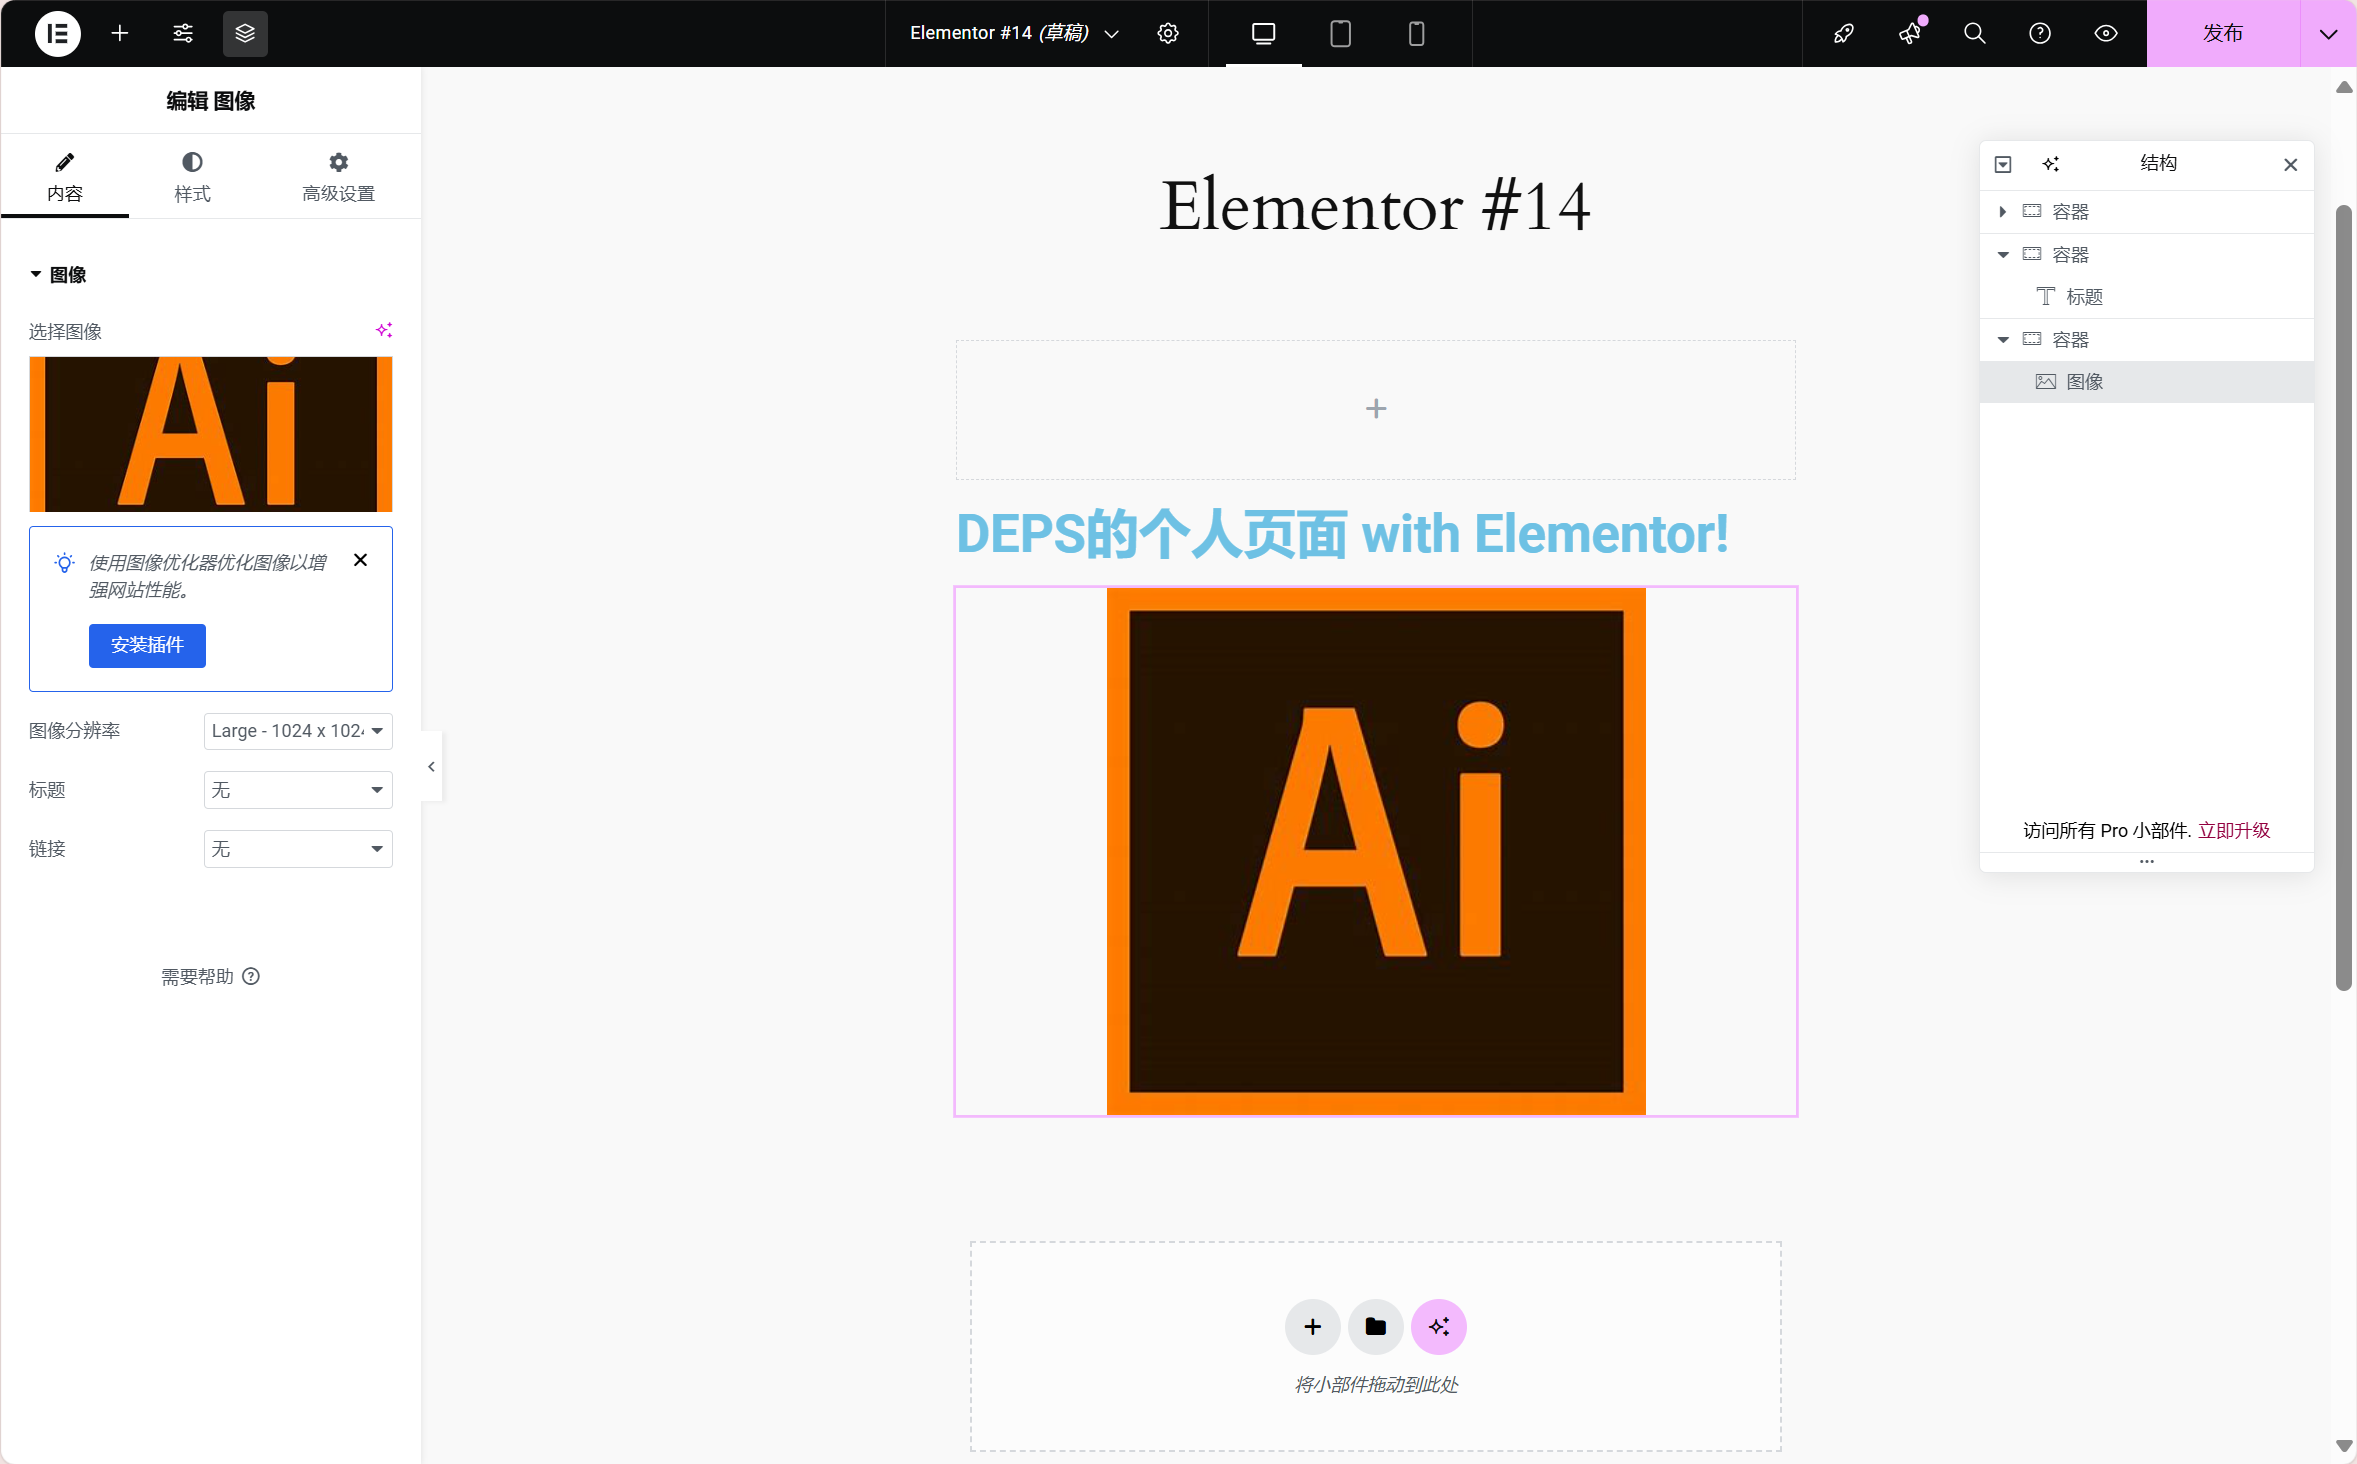 Elementor #14 (草稿)
发布
编辑 图像
内容
样式
高级设置
图像
选择图像
Ai
使用图像优化器优化图像以增
强网站性能。
安装插件
图像分辨率
Large - 1024 x 102
标题
无
链接
无
需要帮助
Elementor #14
DEPS的个人页面 with Elementor!
Ai
将小部件拖动到此处
结构
容器
容器
标题
容器
图像
访问所有 Pro 小部件. 立即升级